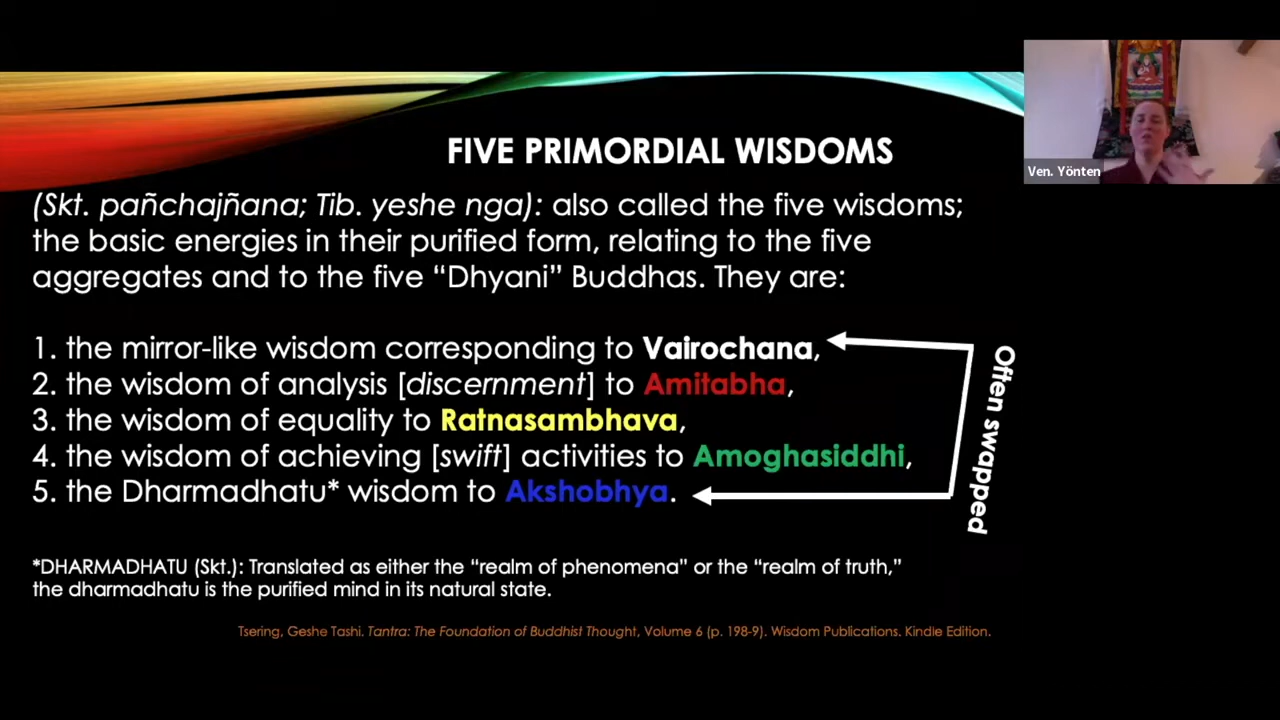 FIVE PRIMORDIAL WISDOMS
Ven. Yönten
(Skt. pañchajñana; Tib. yeshe nga): also called the five wisdoms;
the basic energies in their purified form, relating to the five
aggregates and to the five “Dhyani” Buddhas. They are:
1. the mirror-like wisdom corresponding to Vairochana,
2. the wisdom of analysis [discernment] to Amitabha,
3. the wisdom of equality to Ratnasambhava,
4. the wisdom of achieving [swift] activities to Amoghasiddhi,
5. the Dharmadhatu* wisdom to Akshobhya.
Often swapped
*DHARMADHATU (Skt.): Translated as either the “realm of phenomena” or the “realm of truth,”
the dharmadhatu is the purified mind in its natural state.
Tsering, Geshe Tashi. Tantra: The Foundation of Buddhist Thought, Volume 6 (p. 198-9). Wisdom Publications. Kindle Edition.